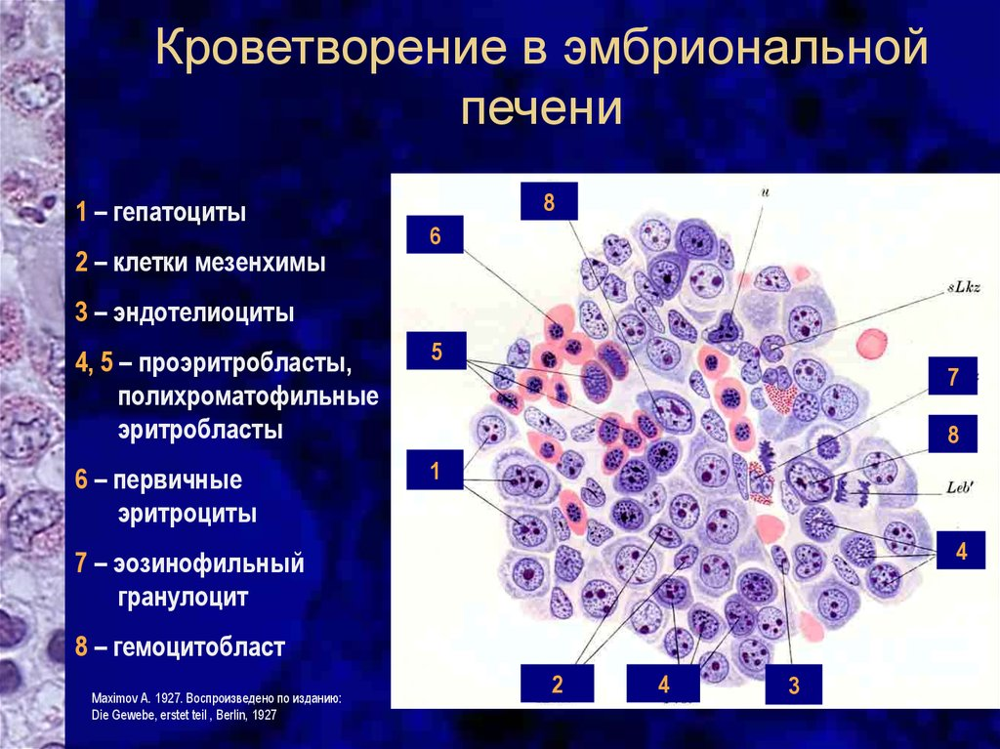 Кроветворение в эмбриональной
печени
1 – гепатоциты
2 – клетки мезенхимы
3 – эндотелиоциты
4, 5 – проэритробласты,
полихроматофильные
эритробласты
6 – первичные
эритроциты
7 – эозинофильный
гранулоцит
8 – гемоцитобласт
Maximov A. 1927. Воспроизведено по изданию:
Die Gewebe, erstet teil , Berlin, 1927
8
u
6
sLkz
5
7
8
1
Leb'
4
2
4
3